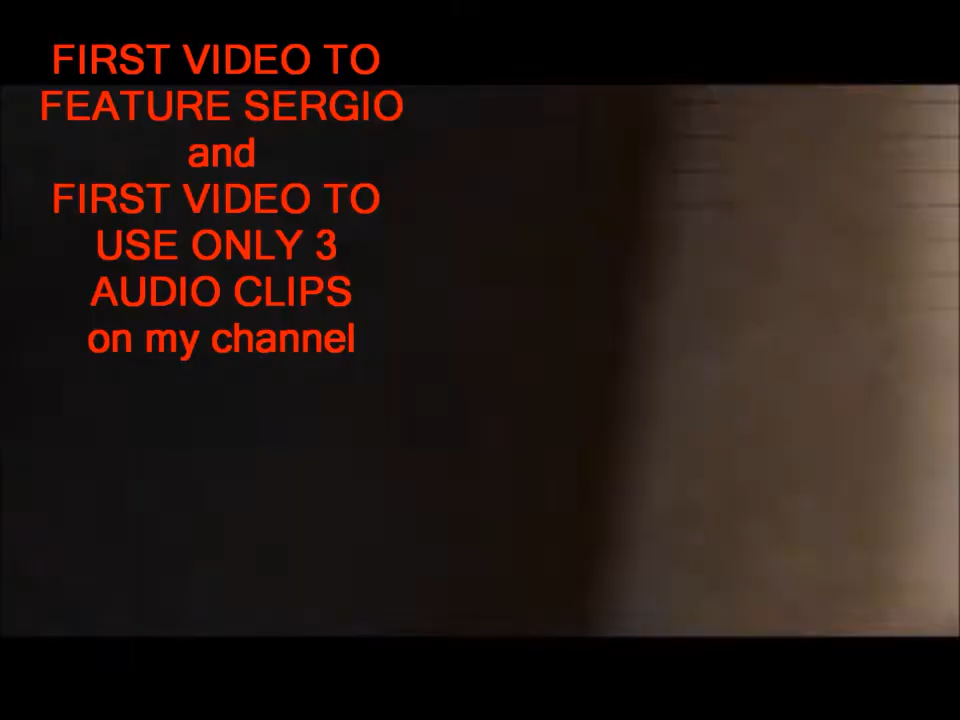 FIRST VIDEO TO
FEATURE SERGIO
and
FIRST VIDEO TO
USE ONLY 3
AUDIO CLIPS
on my channel